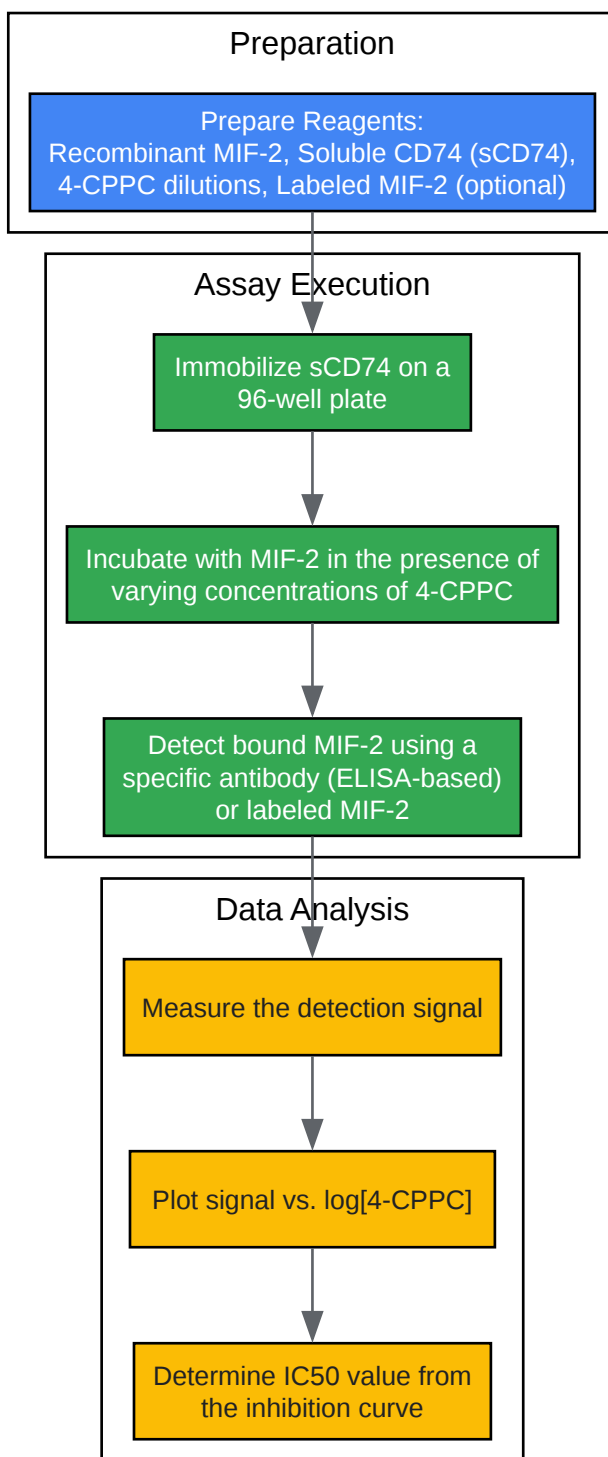 Preparation
Prepare Reagents:
Recombinant MIF-2, Soluble CD74 (sCD74),
4-CPPC dilutions, Labeled MIF-2 (optional)
Assay Execution
Immobilize sCD74 on a
96-well plate
Incubate with MIF-2 in the presence of
varying concentrations of 4-CPPC
Detect bound MIF-2 using a
specific antibody (ELISA-based)
or labeled MIF-2
Data Analysis
Measure the detection signal
Plot signal vs. log[4-CPPC]
Determine IC50 value from
the inhibition curve